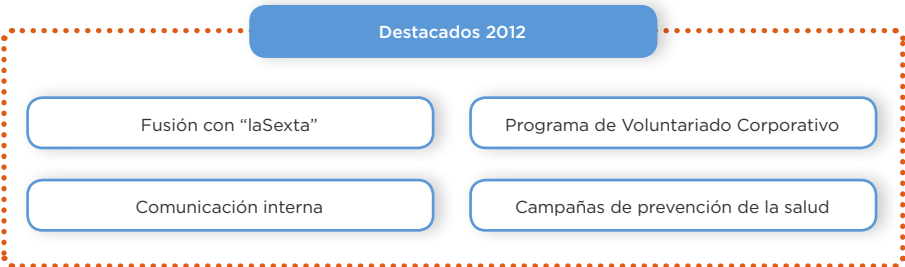 Destacados 2012
Fusión con “laSexta”
Programa de Voluntariado Corporativo
Comunicación interna
Campañas de prevención de la salud